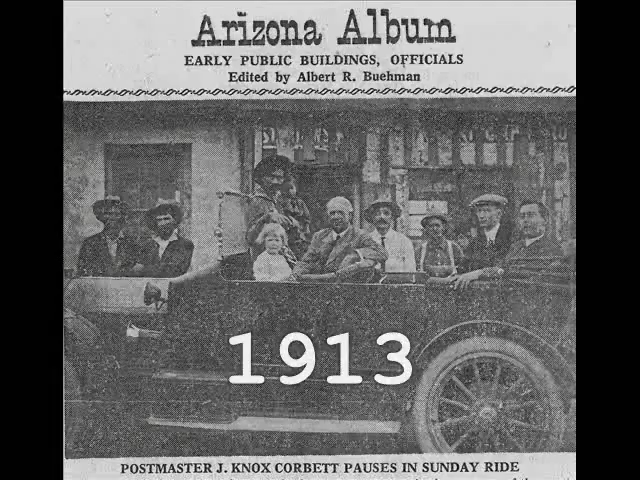 Arizona Album
EARLY PUBLIC BUILDINGS, OFFICIALS
Edited by Albert R. Buehman
1913
POSTMASTER J. KNOX CORBETT PAUSES IN SUNDAY RIDE